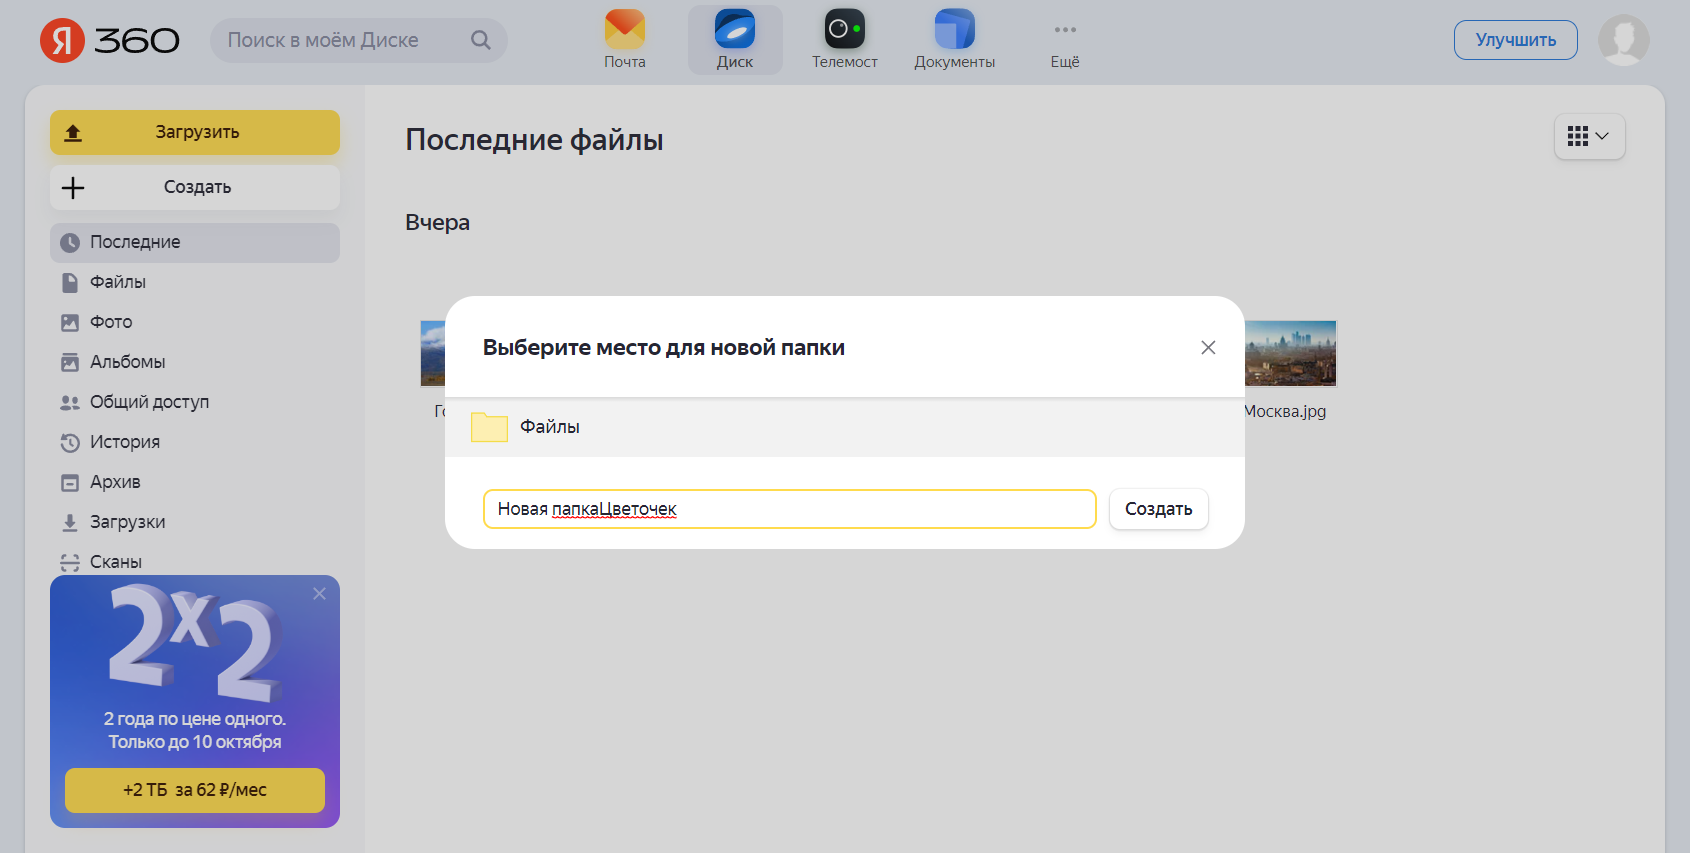 Я 360
Поиск в моём Диске
Почта
Диск
Телемост
Документы
Ещё
Улучшить
Загрузить
Создать
Последние
Файлы
Фото
Альбомы
Общий доступ
История
Архив
Загрузки
Сканы
2x2
2 года по цене одного.
Только до 10 октября
+2 ТБ за 62 ₽/мес
Последние файлы
Вчера
Москва.jpg
Выберите место для новой папки
Файлы
Новая папкаЦветочек
Создать